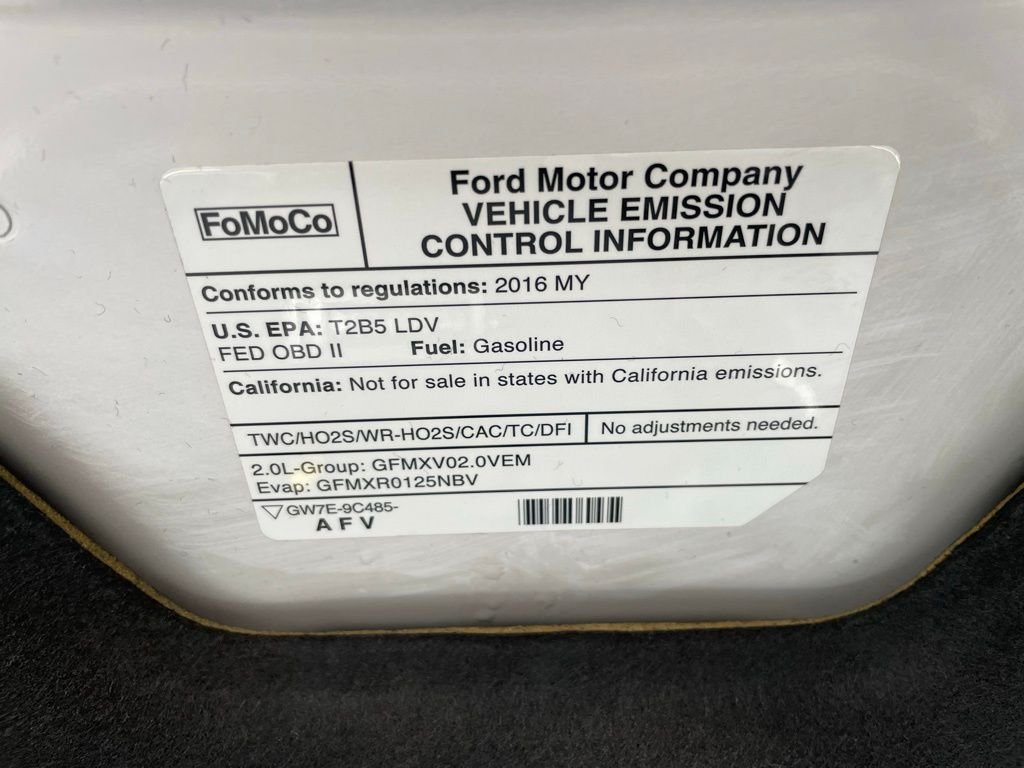 FoMoCo
Ford Motor Company
VEHICLE EMISSION
CONTROL INFORMATION
Conforms to regulations: 2016 MY
U.S. EPA: T2B5 LDV
FED OBD II Fuel: Gasoline
California: Not for sale in states with California emissions.
TWC/HO2S/WR-HO2S/CAC/TC/DFI No adjustments needed.
2.0L-Group: GFMXV02.0VEM
Evap: GFMXR0125NBV
GW7E-9C485-
A F V